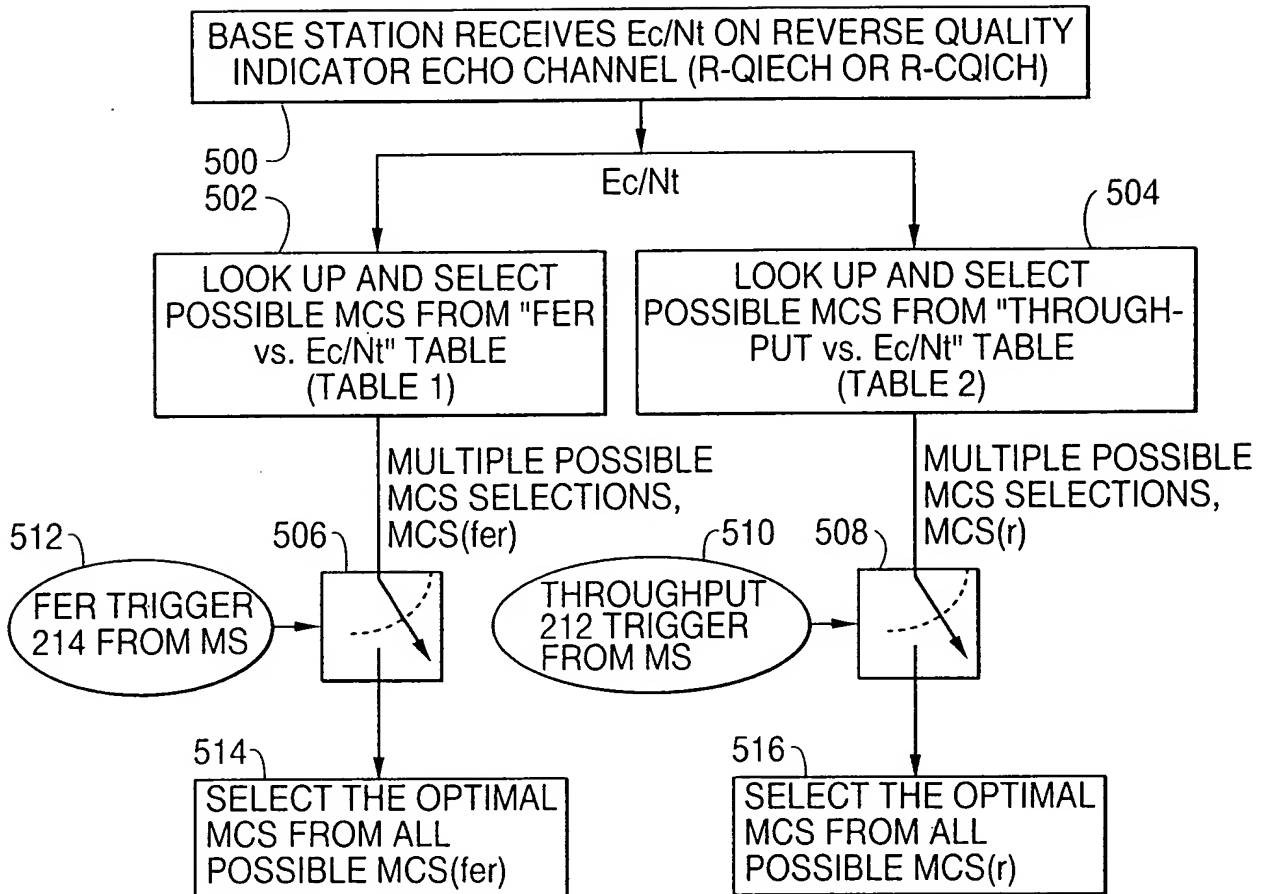 BASE STATION RECEIVES Ec/Nt ON REVERSE QUALITY
INDICATOR ECHO CHANNEL (R-QIECH OR R-CQICH)
500
Ec/Nt
502
LOOK UP AND SELECT
POSSIBLE MCS FROM "FER
vs. Ec/Nt" TABLE
(TABLE 1)
504
LOOK UP AND SELECT
POSSIBLE MCS FROM "THROUGH-
PUT vs. Ec/Nt" TABLE
(TABLE 2)
MULTIPLE POSSIBLE
MCS SELECTIONS,
MCS(fer)
MULTIPLE POSSIBLE
MCS SELECTIONS,
MCS(r)
512
FER TRIGGER
214 FROM MS
506
510
THROUGHPUT
212 TRIGGER
FROM MS
508
514
SELECT THE OPTIMAL
MCS FROM ALL
POSSIBLE MCS(fer)
516
SELECT THE OPTIMAL
MCS FROM ALL
POSSIBLE MCS(r)